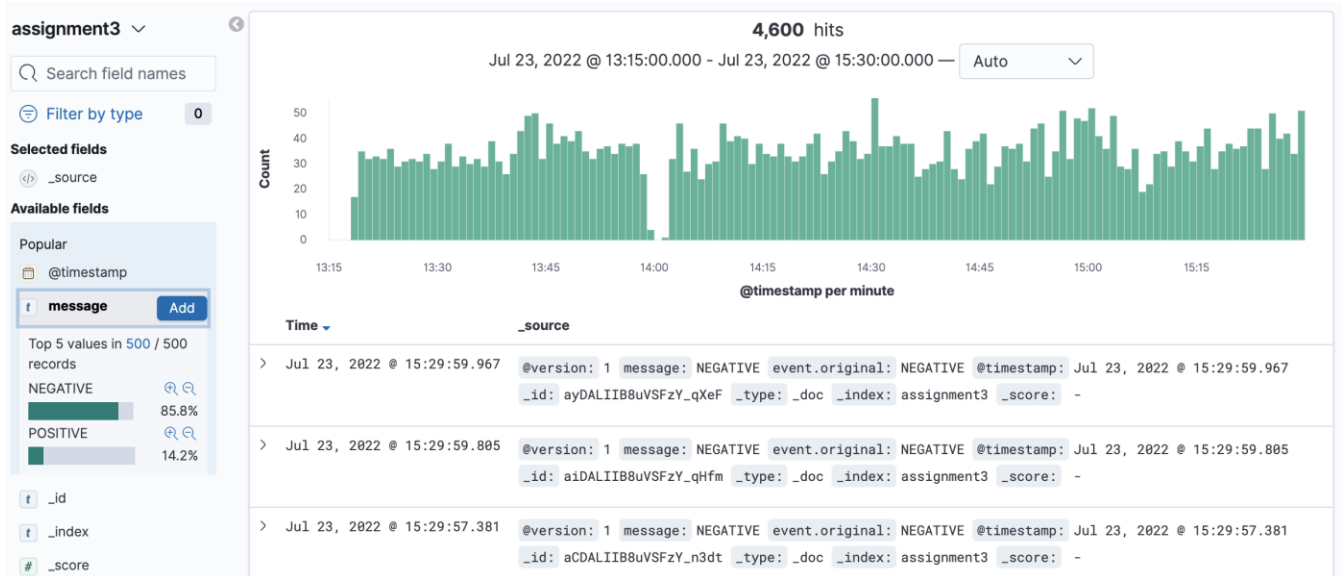 assignment3
Search field names
Filter by type 0
Selected fields
_source
Available fields
Popular
@timestamp
t message Add
Top 5 values in 500 / 500
records
NEGATIVE
85.8%
POSITIVE
14.2%
t _id
t _index
# _score
4,600 hits
Jul 23, 2022 @ 13:15:00.000 - Jul 23, 2022 @ 15:30:00.000 — Auto
Count
50
40
30
20
10
0
13:15 13:30 13:45 14:00 14:15 14:30 14:45 15:00 15:15
@timestamp per minute
Time _source
Jul 23, 2022 @ 15:29:59.967 @version: 1 message: NEGATIVE event.original: NEGATIVE @timestamp: Jul 23, 2022 @ 15:29:59.967
_id: ayDALIIB8uVSFzY_qXeF _type: _doc _index: assignment3 _score: -
Jul 23, 2022 @ 15:29:59.805 @version: 1 message: NEGATIVE event.original: NEGATIVE @timestamp: Jul 23, 2022 @ 15:29:59.805
_id: aiDALIIB8uVSFzY_qHfm _type: _doc _index: assignment3 _score: -
Jul 23, 2022 @ 15:29:57.381 @version: 1 message: NEGATIVE event.original: NEGATIVE @timestamp: Jul 23, 2022 @ 15:29:57.381
_id: aCDALIIB8uVSFzY_n3dt _type: _doc _index: assignment3 _score: -